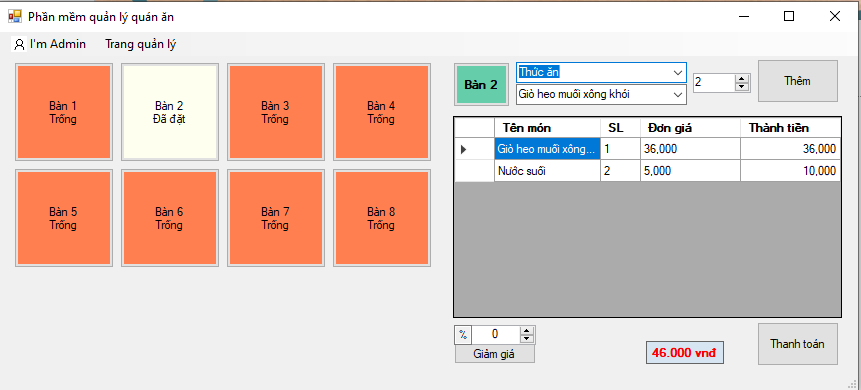 Phần mềm quản lý quán ăn
I'm Admin Trang quản lý
Bàn 1
Trống
Bàn 2
Đã đặt
Bàn 3
Trống
Bàn 4
Trống
Bàn 5
Trống
Bàn 6
Trống
Bàn 7
Trống
Bàn 8
Trống
Bàn 2
Thức ăn
Giò heo muối xông khói
2
Thêm
Tên món SL Đơn giá Thành tiền
Giò heo muối xông... 1 36,000 36,000
Nước suối 2 5,000 10,000
% 0
Giảm giá
46.000 vnđ
Thanh toán